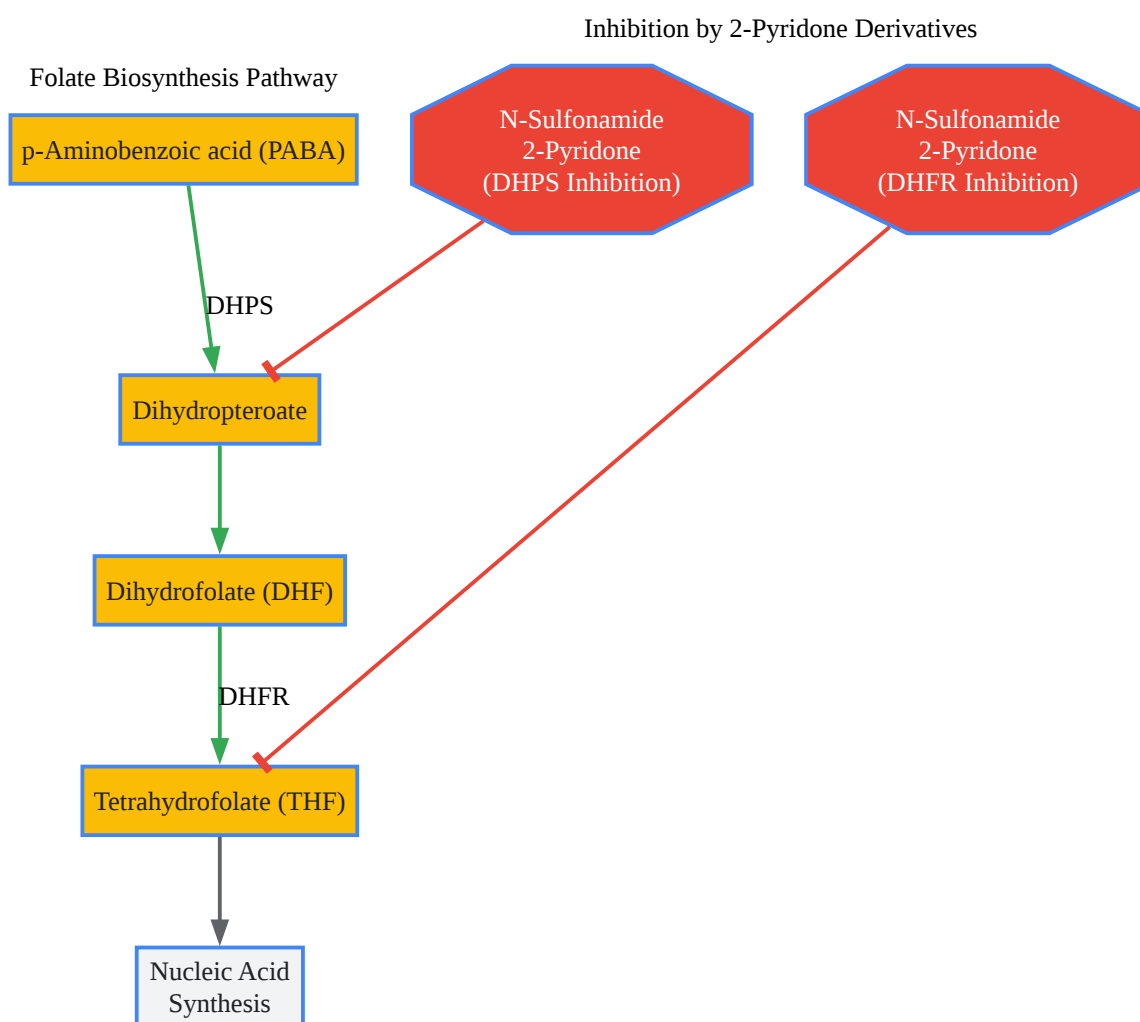 Inhibition by 2-Pyridone Derivatives
Folate Biosynthesis Pathway
p-Aminobenzoic acid (PABA)
N-Sulfonamide
2-Pyridone
(DHPS Inhibition)
N-Sulfonamide
2-Pyridone
(DHFR Inhibition)
DHPS
Dihydropteroate
Dihydrofolate (DHF)
DHFR
Tetrahydrofolate (THF)
Nucleic Acid
Synthesis